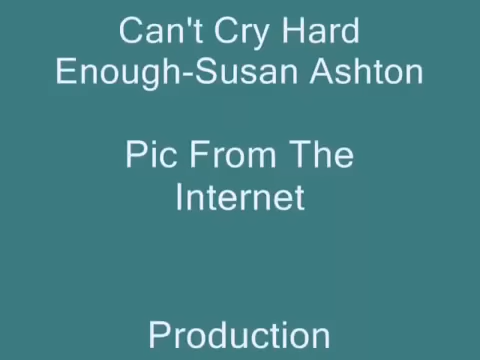 Can't Cry Hard
Enough-Susan Ashton
Pic From The
Internet
Production